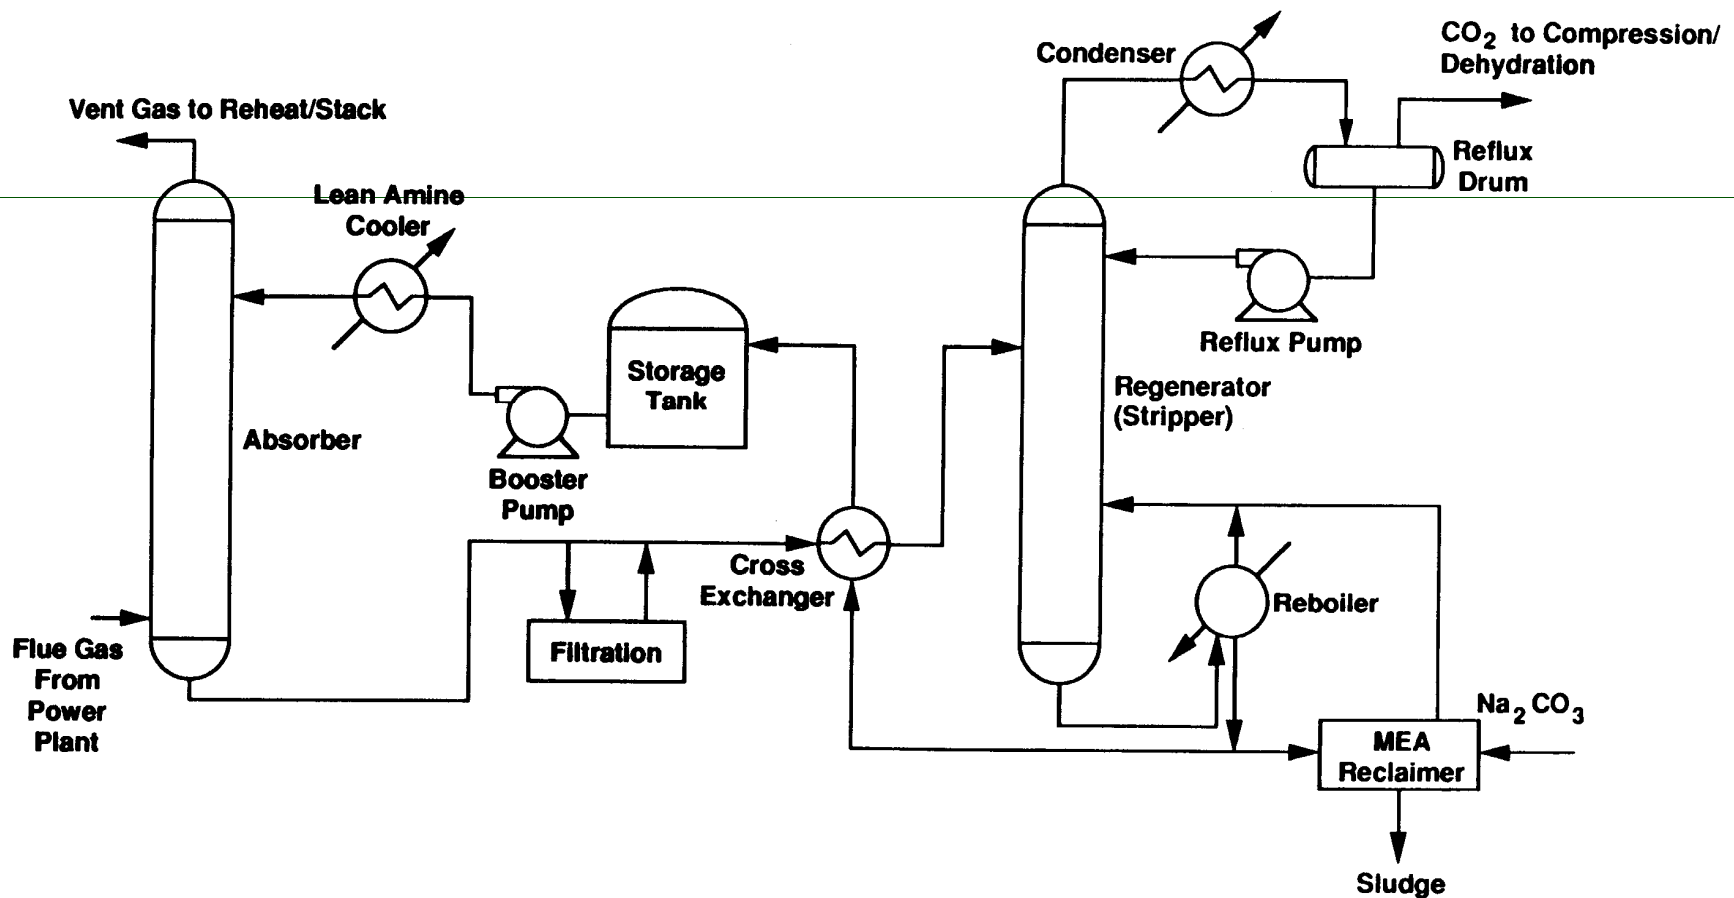 Condenser
CO2 to Compression/
Dehydration
Vent Gas to Reheat/Stack
Reflux
Drum
Lean Amine
Cooler
Reflux Pump
Storage
Tank
Regenerator
(Stripper)
Absorber
Booster
Pump
Cross
Exchanger
Reboiler
Filtration
Flue Gas
From
Power
Plant
Na2CO3
MEA
Reclaimer
Sludge